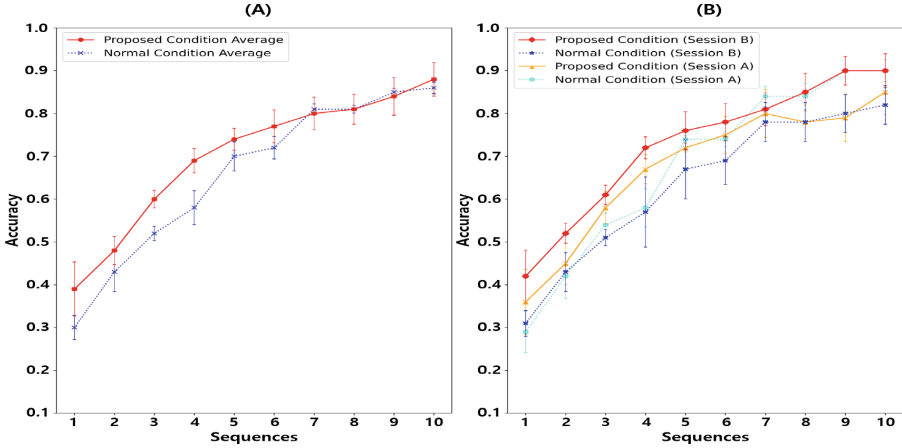 (A)
Proposed Condition Average
Normal Condition Average
Accuracy
1.0
0.9
0.8
0.7
0.6
0.5
0.4
0.3
0.2
0.1
1 2 3 4 5 6 7 8 9 10
Sequences
(B)
Proposed Condition (Session B)
Normal Condition (Session B)
Proposed Condition (Session A)
Normal Condition (Session A)
Accuracy
1.0
0.9
0.8
0.7
0.6
0.5
0.4
0.3
0.2
0.1
1 2 3 4 5 6 7 8 9 10
Sequences